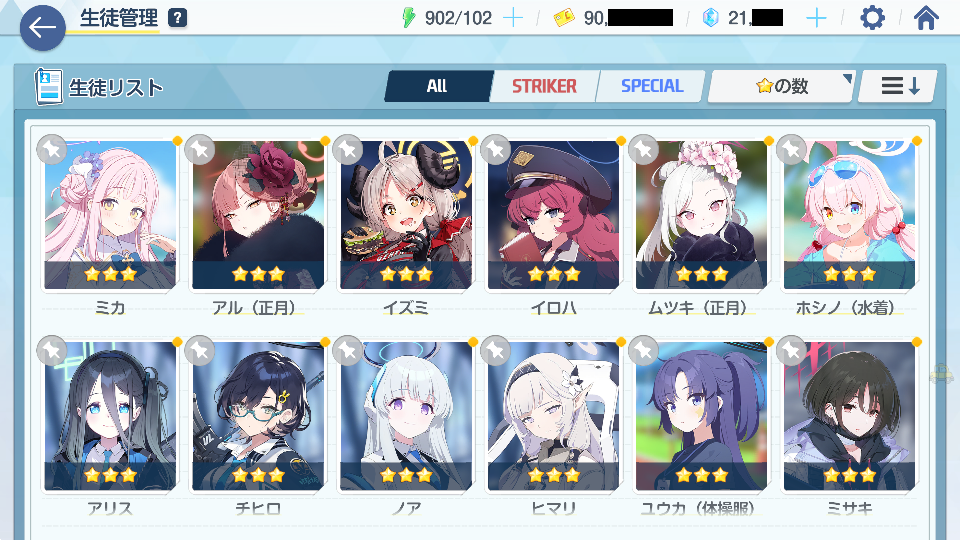 生徒管理 ?
902/102
90,
21,
生徒リスト
All
STRIKER
SPECIAL
の数
ミカ
アル（正月）
イズミ
イロハ
ムツキ（正月）
ホシノ（水着）
アリス
チヒロ
ノア
ヒマリ
ユウカ（体操服）
ミサキ